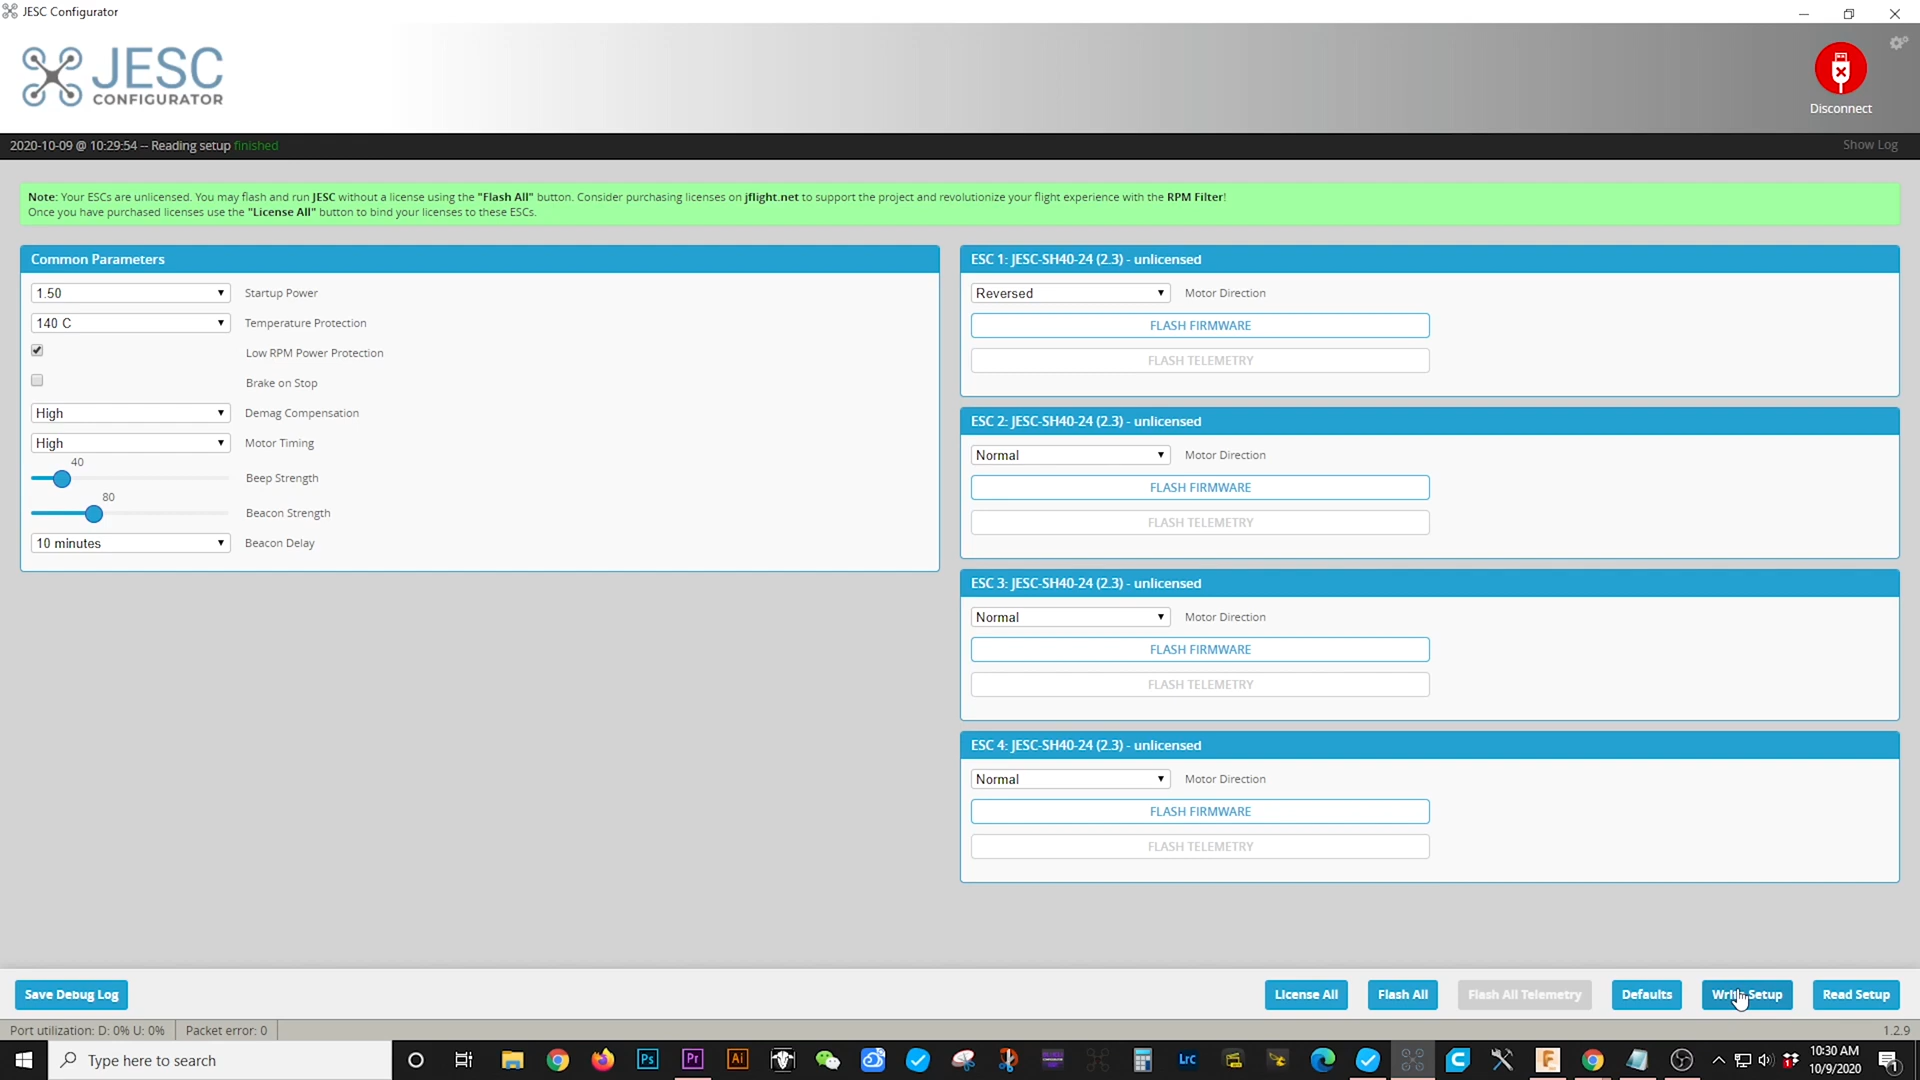 JESC Configurator
JESC
CONFIGURATOR
Disconnect
2020-10-09 @ 10:29:54 -- Reading setup finished
Show Log
Note: Your ESCs are unlicensed. You may flash and run JESC without a license using the "Flash All" button. Consider purchasing licenses on jflight.net to support the project and revolutionize your flight experience with the RPM Filter!
Once you have purchased licenses use the "License All" button to bind your licenses to these ESCs.
Common Parameters
1.50 Startup Power
140 C Temperature Protection
Low RPM Power Protection
Brake on Stop
High Demag Compensation
High Motor Timing
40
Beep Strength
80
Beacon Strength
10 minutes Beacon Delay
ESC 1: JESC-SH40-24 (2.3) - unlicensed
Reversed Motor Direction
FLASH FIRMWARE
FLASH TELEMETRY
ESC 2: JESC-SH40-24 (2.3) - unlicensed
Normal Motor Direction
FLASH FIRMWARE
FLASH TELEMETRY
ESC 3: JESC-SH40-24 (2.3) - unlicensed
Normal Motor Direction
FLASH FIRMWARE
FLASH TELEMETRY
ESC 4: JESC-SH40-24 (2.3) - unlicensed
Normal Motor Direction
FLASH FIRMWARE
FLASH TELEMETRY
Save Debug Log
License All
Flash All
Flash All Telemetry
Defaults
Write Setup
Read Setup
Port utilization: D: 0% U: 0%
Packet error: 0
1.2.9
Type here to search
Ps
Pr
Ai
Lrc
10:30 AM
10/9/2020
1